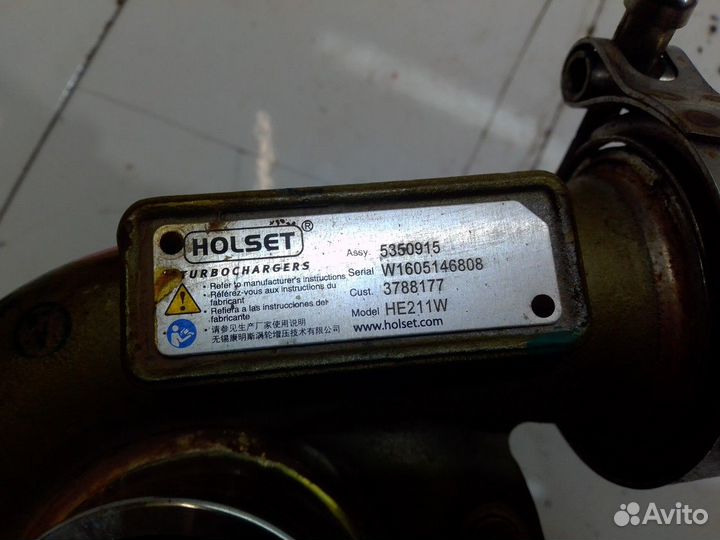 HOLSET®
TURBOCHARGERS
Assy. 5350915
Serial W1605146808
Cust. 3788177
Model HE211W
www.holset.com
• Refer to manufacturer's instructions
• Référez-vous aux instructions du
fabricant
• Refiera a las instrucciones del
fabricante
• 请参见生产厂家使用说明
无锡康明斯涡轮增压技术有限公司
Avito